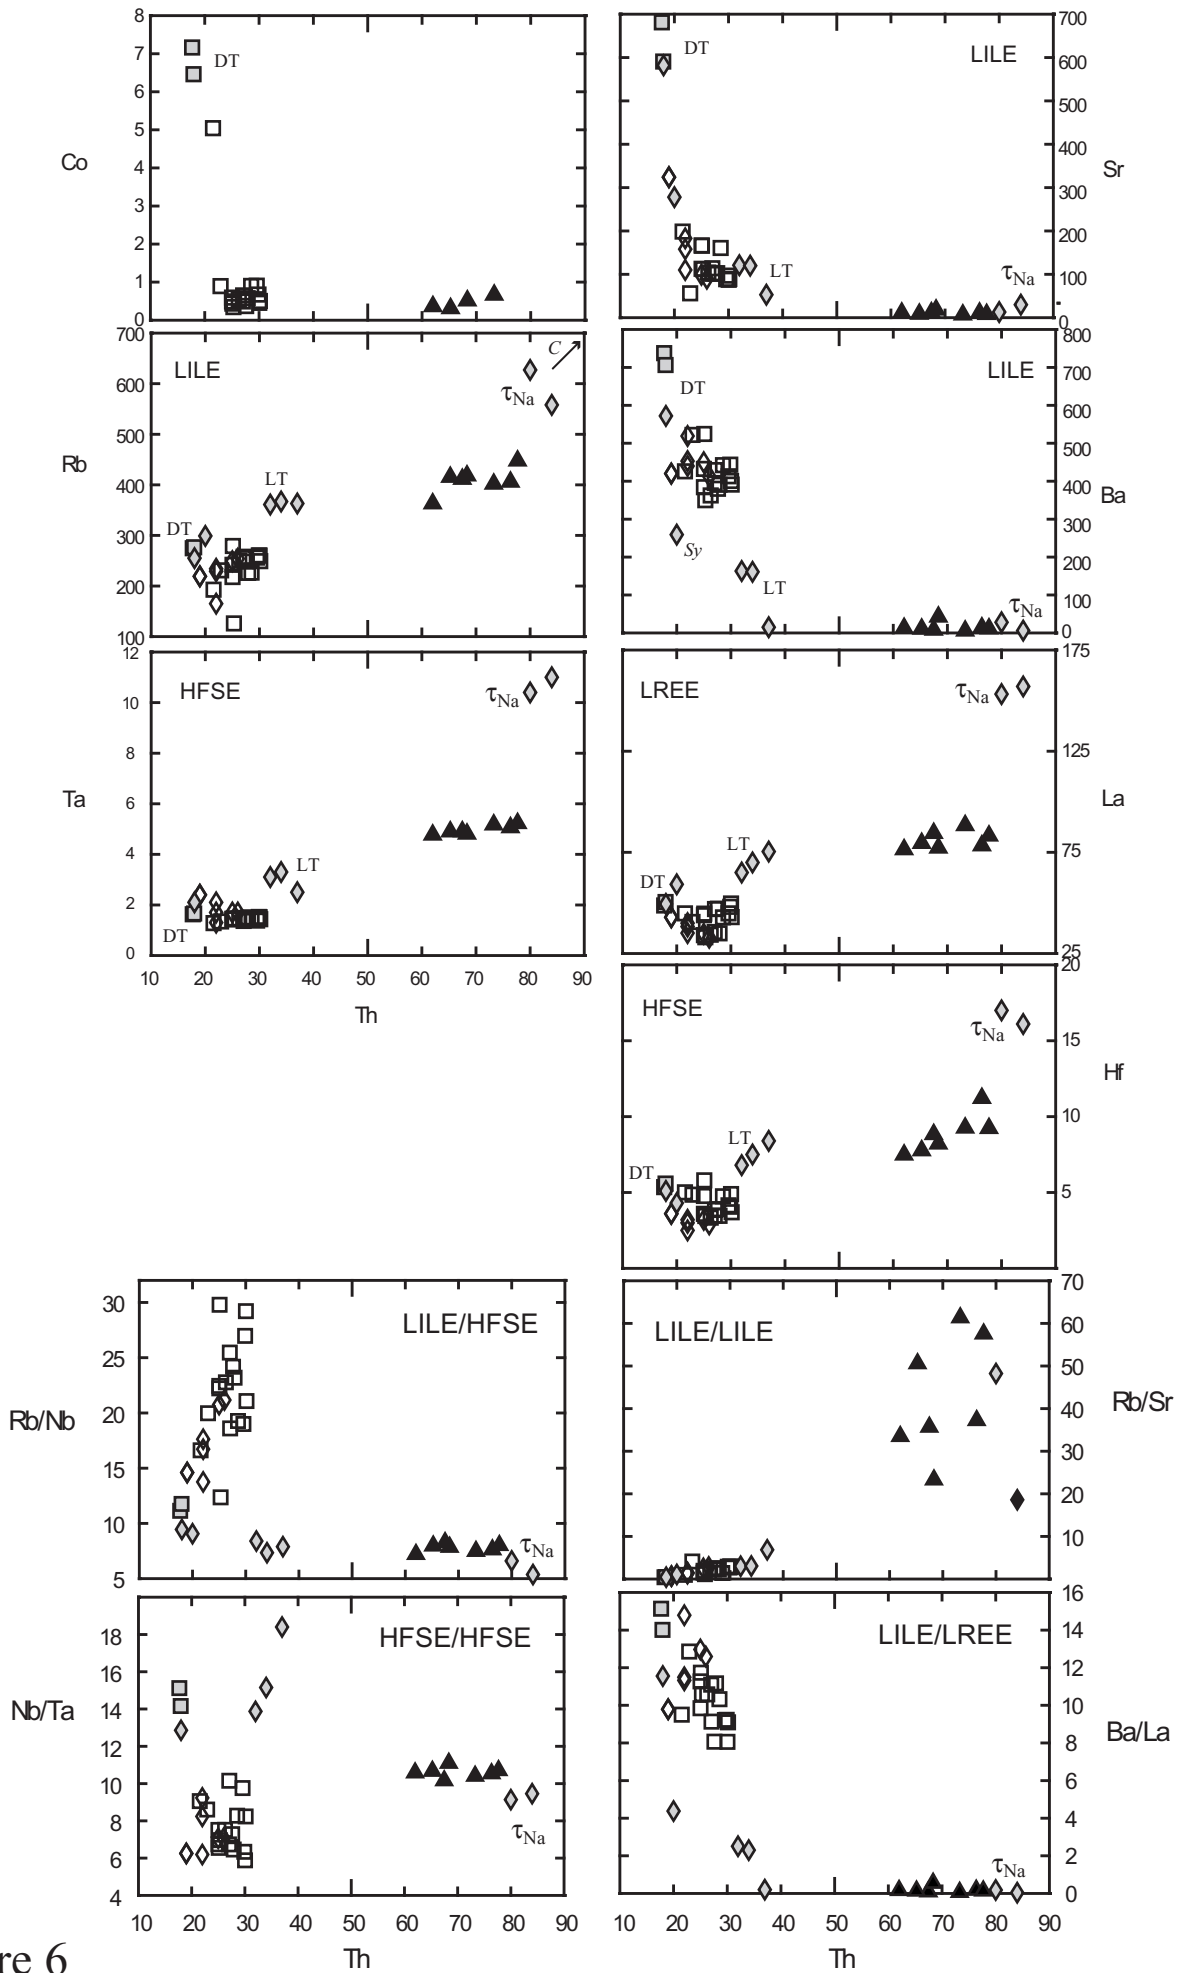 8
7
6
5
4
3
2
1
0
Co
DT
700
600
500
400
300
200
100
0
Sr
DT
LILE
LT
τNa
700
600
500
400
300
200
100
Rb
LILE
C
τNa
LT
DT
800
700
600
500
400
300
200
100
0
Ba
LILE
DT
Sy
LT
τNa
12
10
8
6
4
2
0
Ta
HFSE
τNa
LT
DT
10 20 30 40 50 60 70 80 90
Th
175
125
75
25
La
LREE
τNa
LT
DT
20
15
10
5
Hf
HFSE
τNa
LT
DT
30
25
20
15
10
5
Rb/Nb
LILE/HFSE
τNa
70
60
50
40
30
20
10
Rb/Sr
LILE/LILE
18
16
14
12
10
8
6
4
Nb/Ta
HFSE/HFSE
τNa
10 20 30 40 50 60 70 80 90
Th
16
14
12
10
8
6
4
2
0
Ba/La
LILE/LREE
τNa
10 20 30 40 50 60 70 80 90
Th
re 6